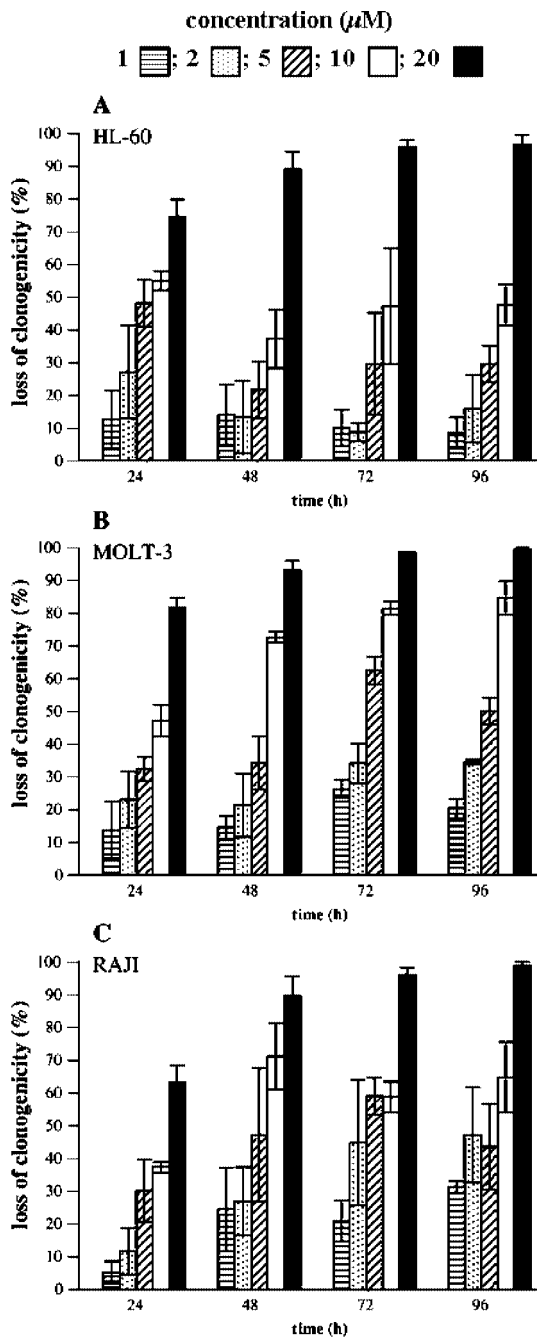 concentration (μM)
1 ; 2 ; 5 ; 10 ; 20
A
HL-60
100
90
80
70
60
50
40
30
20
10
0
loss of clonogenicity (%)
24 48 72 96
time (h)
B
MOLT-3
100
90
80
70
60
50
40
30
20
10
0
loss of clonogenicity (%)
24 48 72 96
time (h)
C
RAJI
100
90
80
70
60
50
40
30
20
10
0
loss of clonogenicity (%)
24 48 72 96
time (h)